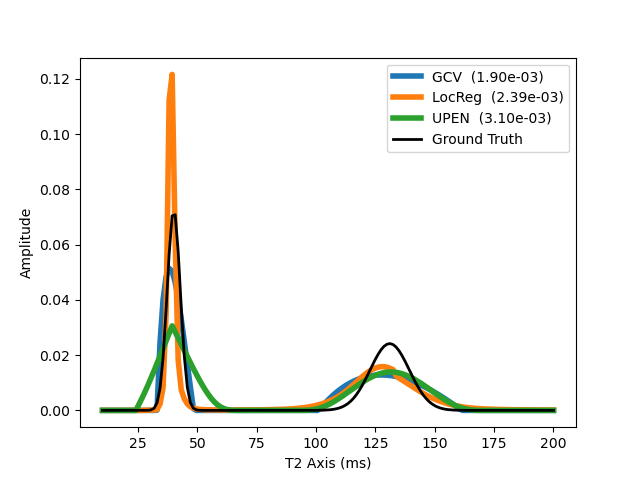 GCV (1.90e-03)
LocReg (2.39e-03)
UPEN (3.10e-03)
Ground Truth
0.12
0.10
0.08
0.06
0.04
0.02
0.00
Amplitude
25 50 75 100 125 150 175 200
T2 Axis (ms)